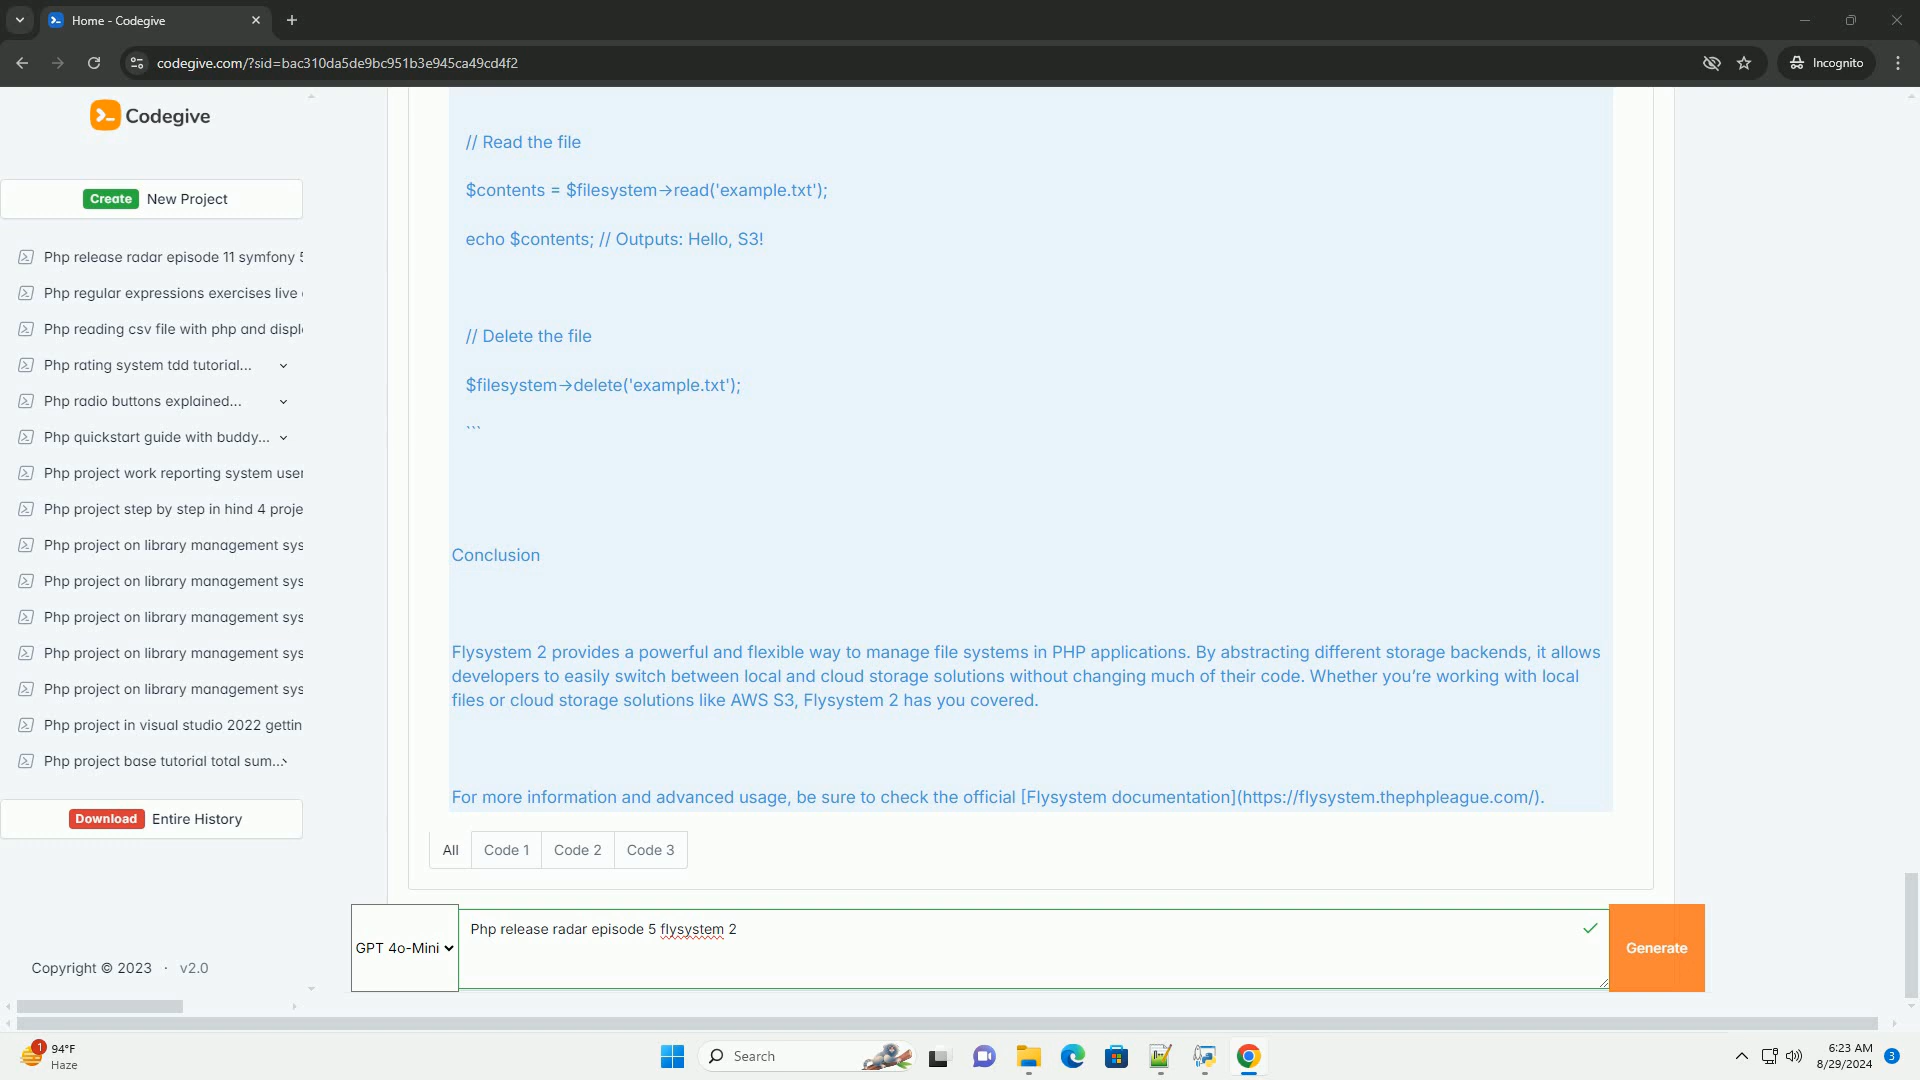 Home - Codegive
codegive.com/?sid=bac310da5de9bc951b3e945ca49cd4f2
Incognito
Codegive
Create New Project
Php release radar episode 11 symfony 5
Php regular expressions exercises live
Php reading csv file with php and displ
Php rating system tdd tutorial...
Php radio buttons explained...
Php quickstart guide with buddy...
Php project work reporting system user
Php project step by step in hind 4 proje
Php project on library management sys
Php project on library management sys
Php project on library management sys
Php project on library management sys
Php project on library management sys
Php project in visual studio 2022 gettin
Php project base tutorial total sum...
Download Entire History
Copyright © 2023 · v2.0
// Read the file
$contents = $filesystem->read('example.txt');
echo $contents; // Outputs: Hello, S3!
// Delete the file
$filesystem->delete('example.txt');
```
Conclusion
Flysystem 2 provides a powerful and flexible way to manage file systems in PHP applications. By abstracting different storage backends, it allows
developers to easily switch between local and cloud storage solutions without changing much of their code. Whether you're working with local
files or cloud storage solutions like AWS S3, Flysystem 2 has you covered.
For more information and advanced usage, be sure to check the official [Flysystem documentation](https://flysystem.thephpleague.com/).
All Code 1 Code 2 Code 3
GPT 4o-Mini
Php release radar episode 5 flysystem 2
Generate
1
94°F
Haze
Search
6:23 AM
8/29/2024
3